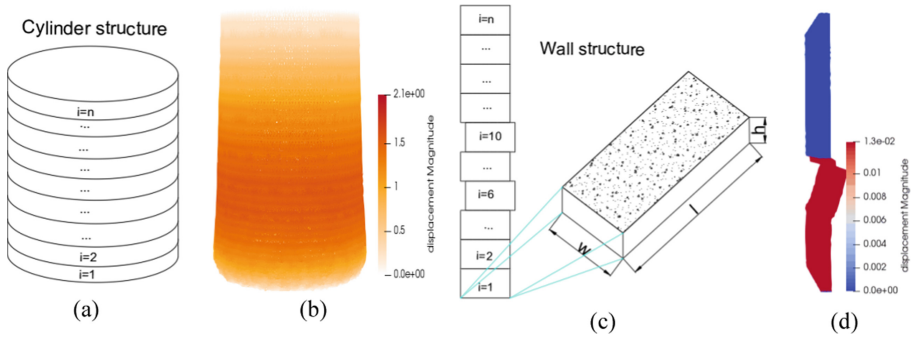 Cylinder structure
i=n
...
...
...
...
...
i=2
i=1
(a)
2.1e+00
1.5
1
0.5
0.0e+00
displacement Magnitude
(b)
Wall structure
i=n
...
...
...
i=10
...
i=6
...
i=2
i=1
h
l
w
(c)
1.3e-02
0.01
0.008
0.006
0.004
0.002
0.0e+00
displacement Magnitude
(d)